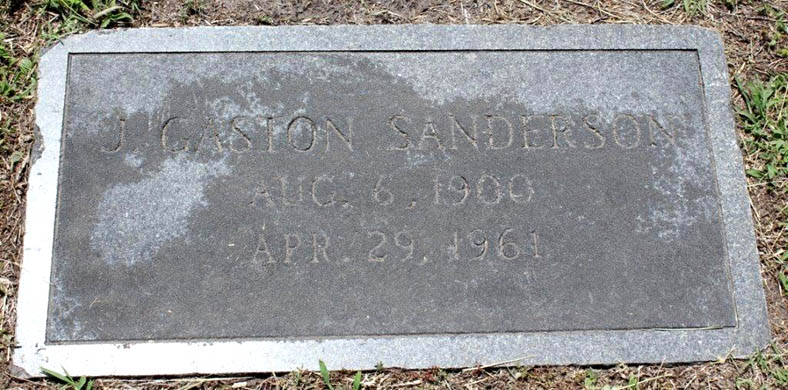 J. GASTON SANDERSON
AUG. 6, 1900
APR. 29, 1961